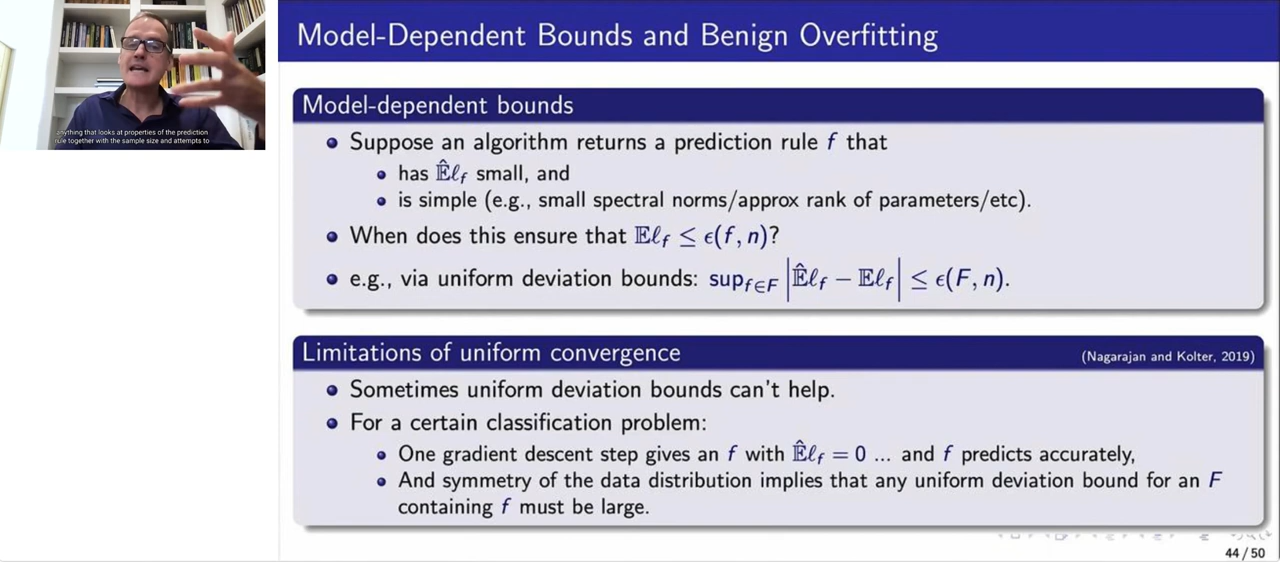 anything that looks at properties of the prediction
rule together with the sample size and attempts to
Model-Dependent Bounds and Benign Overfitting
Model-dependent bounds
• Suppose an algorithm returns a prediction rule f that
• has Êℓ_f small, and
• is simple (e.g., small spectral norms/approx rank of parameters/etc).
• When does this ensure that 𝔼ℓ_f ≤ ϵ(f, n)?
• e.g., via uniform deviation bounds: sup_{f∈F} |𝔼̂ℓ_f − 𝔼ℓ_f| ≤ ϵ(F, n).
Limitations of uniform convergence (Nagarajan and Kolter, 2019)
• Sometimes uniform deviation bounds can't help.
• For a certain classification problem:
• One gradient descent step gives an f with 𝔼̂ℓ_f = 0 ... and f predicts accurately,
• And symmetry of the data distribution implies that any uniform deviation bound for an F
containing f must be large.
44 / 50